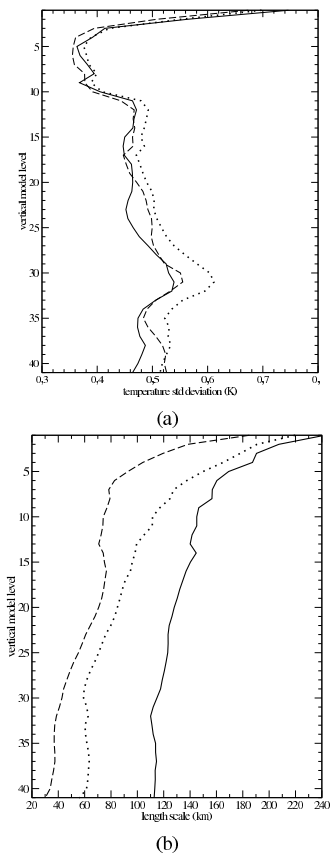 5
10
15
20
25
30
35
40
vertical model level
0,3 0,4 0,5 0,6 0,7 0,
temperature std deviation (K)
(a)
5
10
15
20
25
30
35
40
vertical model level
20 40 60 80 100 120 140 160 180 200 220 240
length scale (km)
(b)